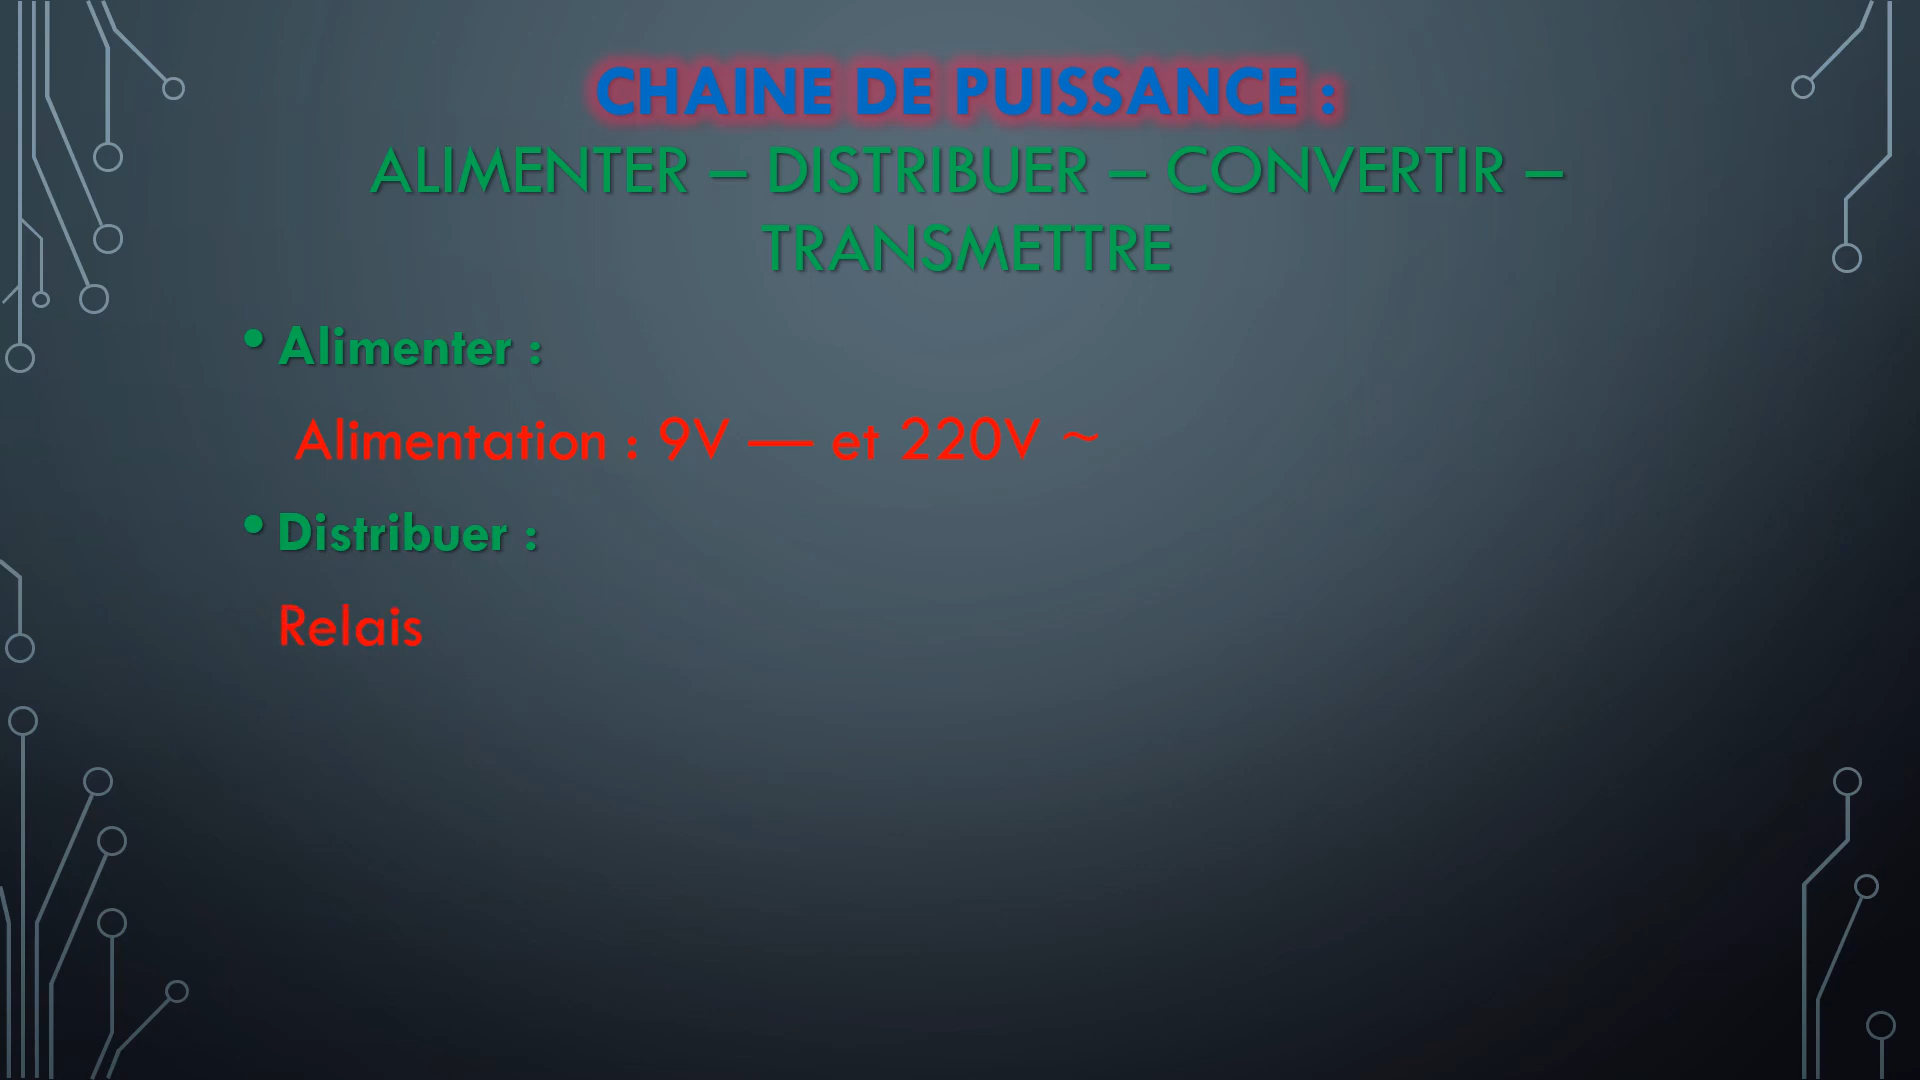 CHAINE DE PUISSANCE :
ALIMENTER – DISTRIBUER – CONVERTIR –
TRANSMETTRE
• Alimenter :
Alimentation : 9V — et 220V ~
• Distribuer :
Relais